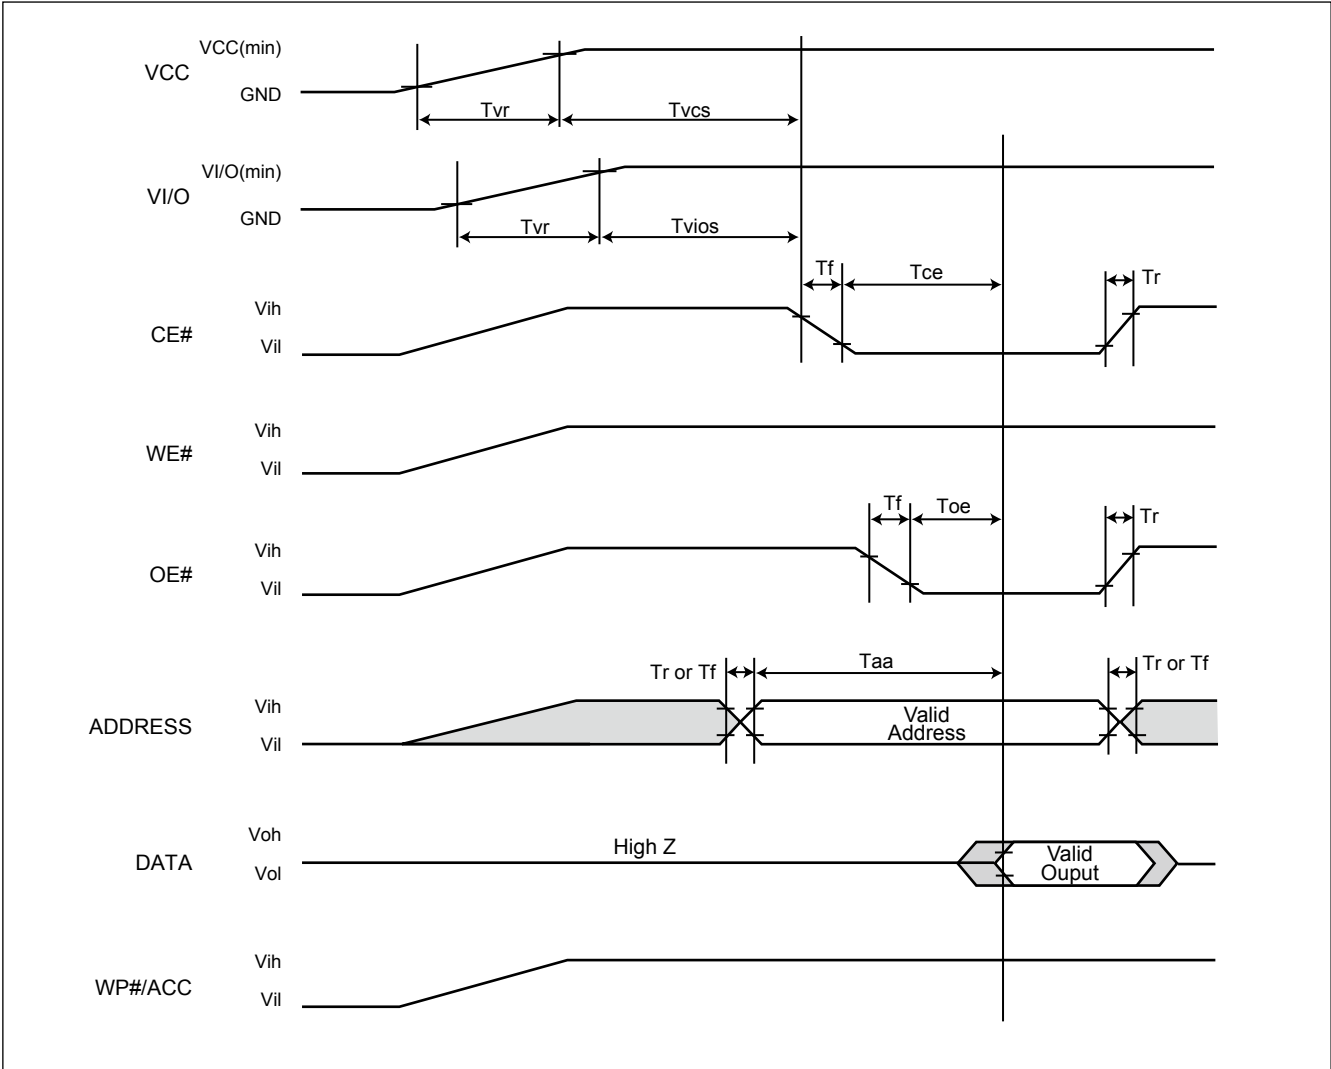 VCC(min)
VCC
GND
Tvr
Tvcs
VI/O(min)
VI/O
GND
Tvr
Tvios
Tf
Tce
Tr
Vih
CE#
Vil
Vih
WE#
Vil
Tf
Toe
Tr
Vih
OE#
Vil
Tr or Tf
Taa
Tr or Tf
Vih
ADDRESS
Vil
Valid
Address
Voh
DATA
Vol
High Z
Valid
Ouput
Vih
WP#/ACC
Vil